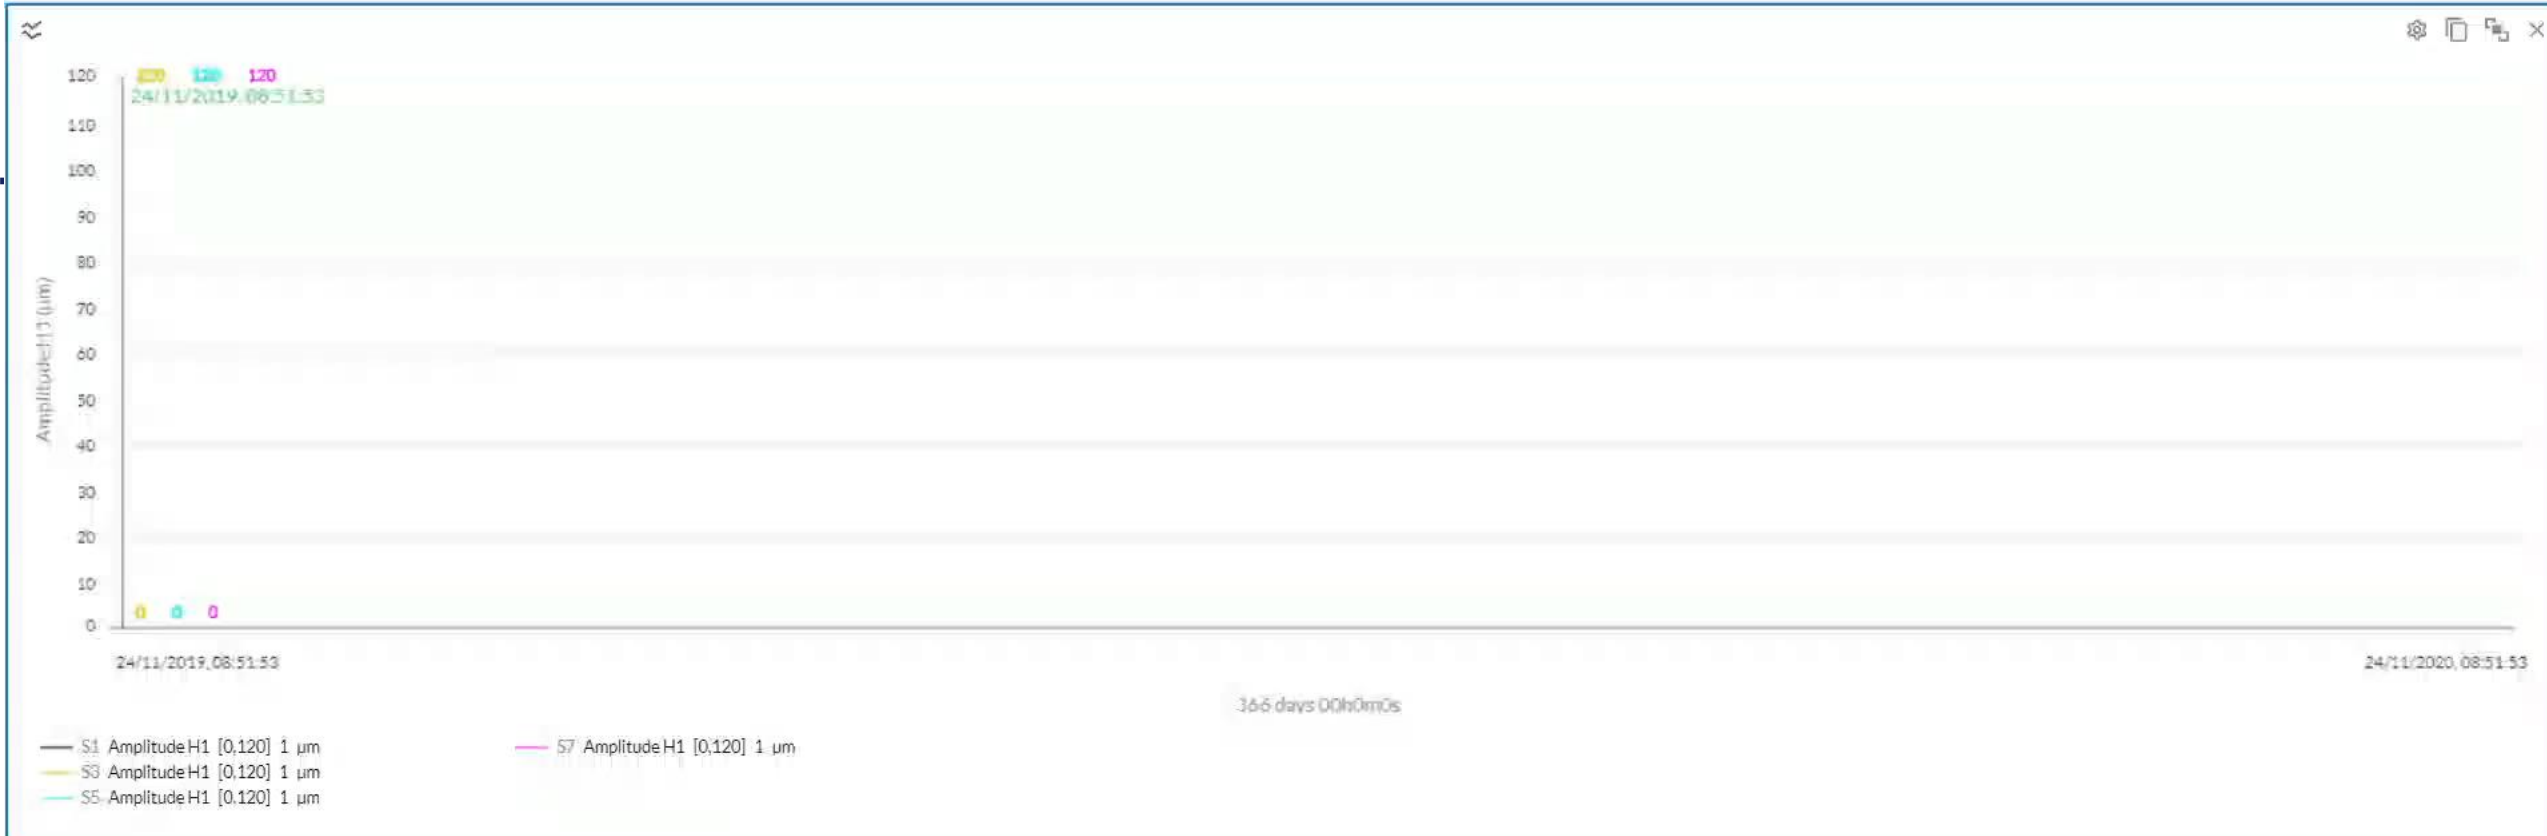 120 120 120 120
24/11/2019, 08:51:53
110
100
90
80
70
60
50
40
30
20
10
0 0 0
0
Amplitude H1 (µm)
24/11/2019, 08:51:53 24/11/2020, 08:51:53
366 days 00h0m0s
S1 Amplitude H1 [0,120] 1 µm S7 Amplitude H1 [0,120] 1 µm
S3 Amplitude H1 [0,120] 1 µm
S5 Amplitude H1 [0,120] 1 µm